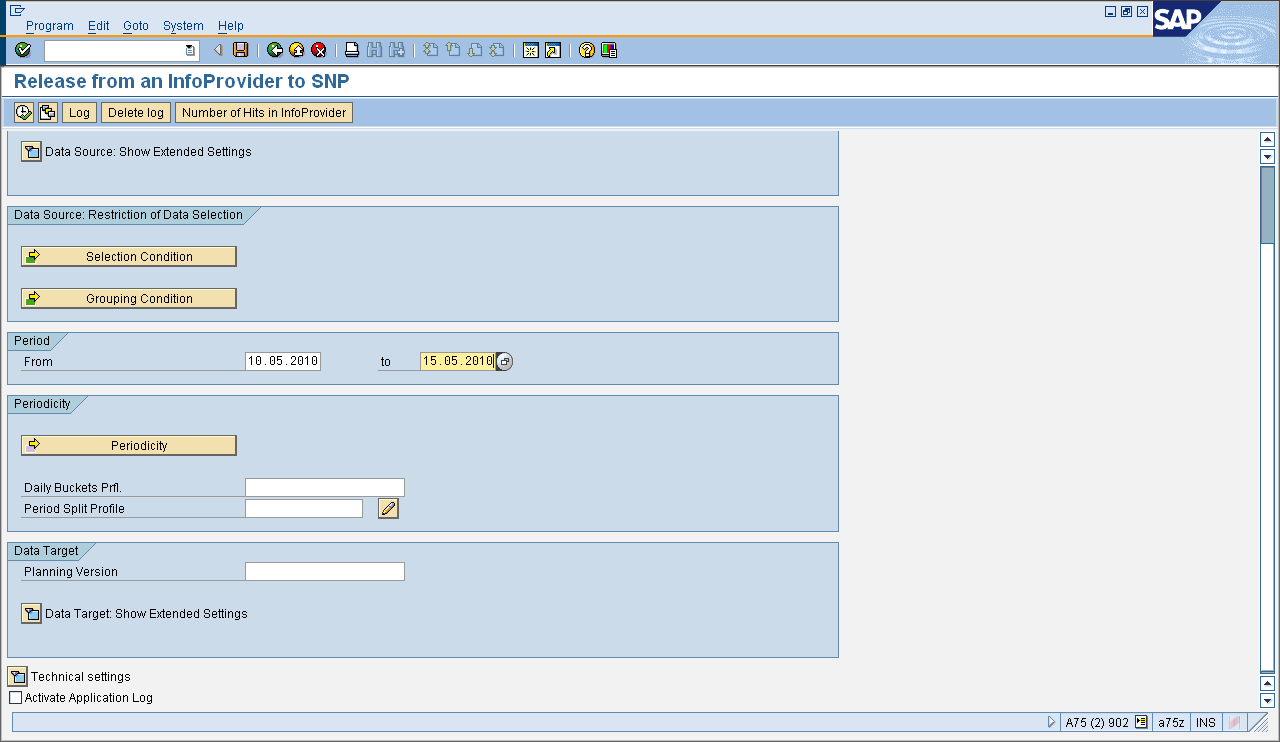 Program Edit Goto System Help
SAP
Release from an InfoProvider to SNP
Log Delete log Number of Hits in InfoProvider
Data Source: Show Extended Settings
Data Source: Restriction of Data Selection
Selection Condition
Grouping Condition
Period
From 10.05.2010 to 15.05.2010
Periodicity
Periodicity
Daily Buckets Prfl.
Period Split Profile
Data Target
Planning Version
Data Target: Show Extended Settings
Technical settings
Activate Application Log
A75 (2) 902 a75z INS